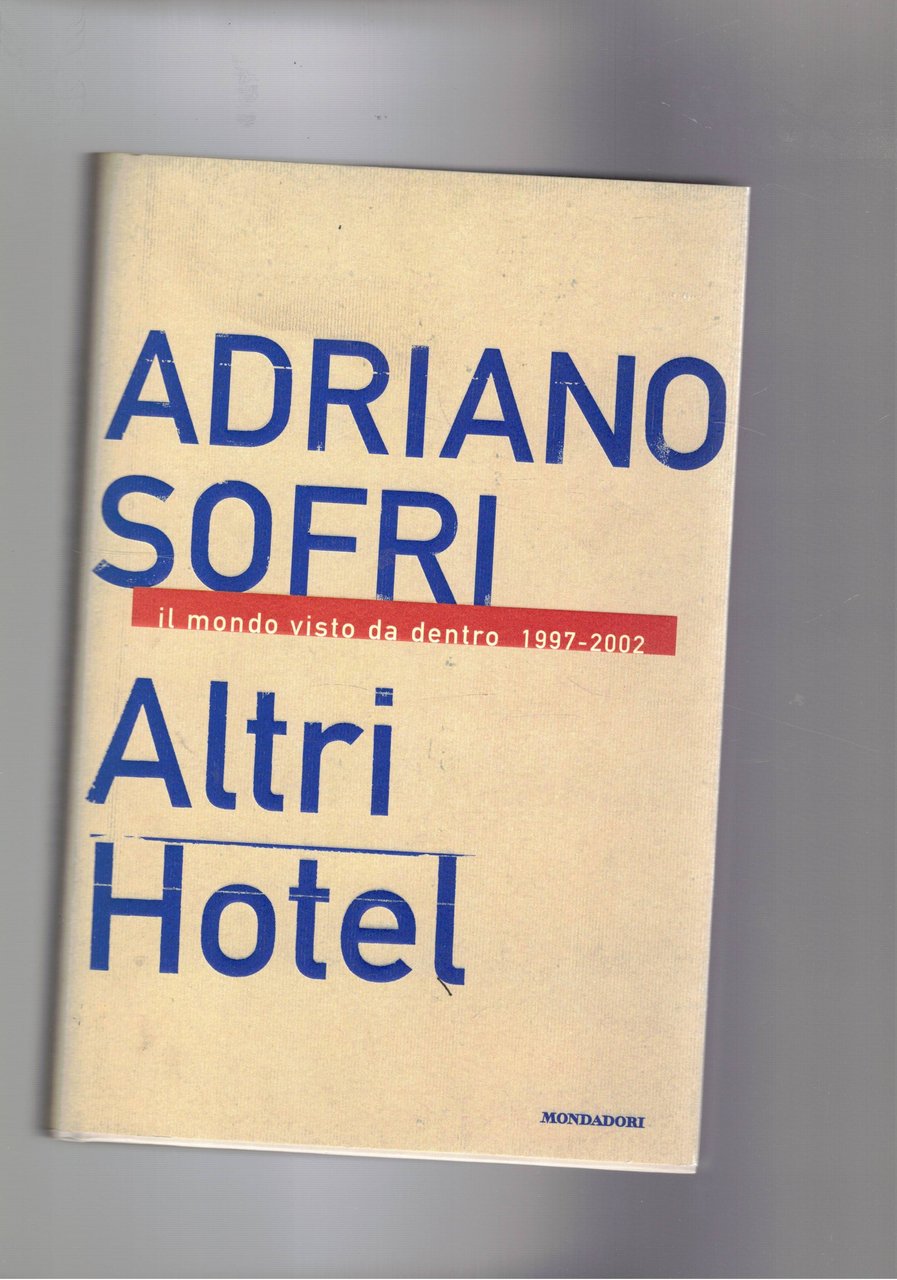 ADRIANO
SOFRI
il mondo visto da dentro 1997-2002
Altri
Hotel
MONDADORI